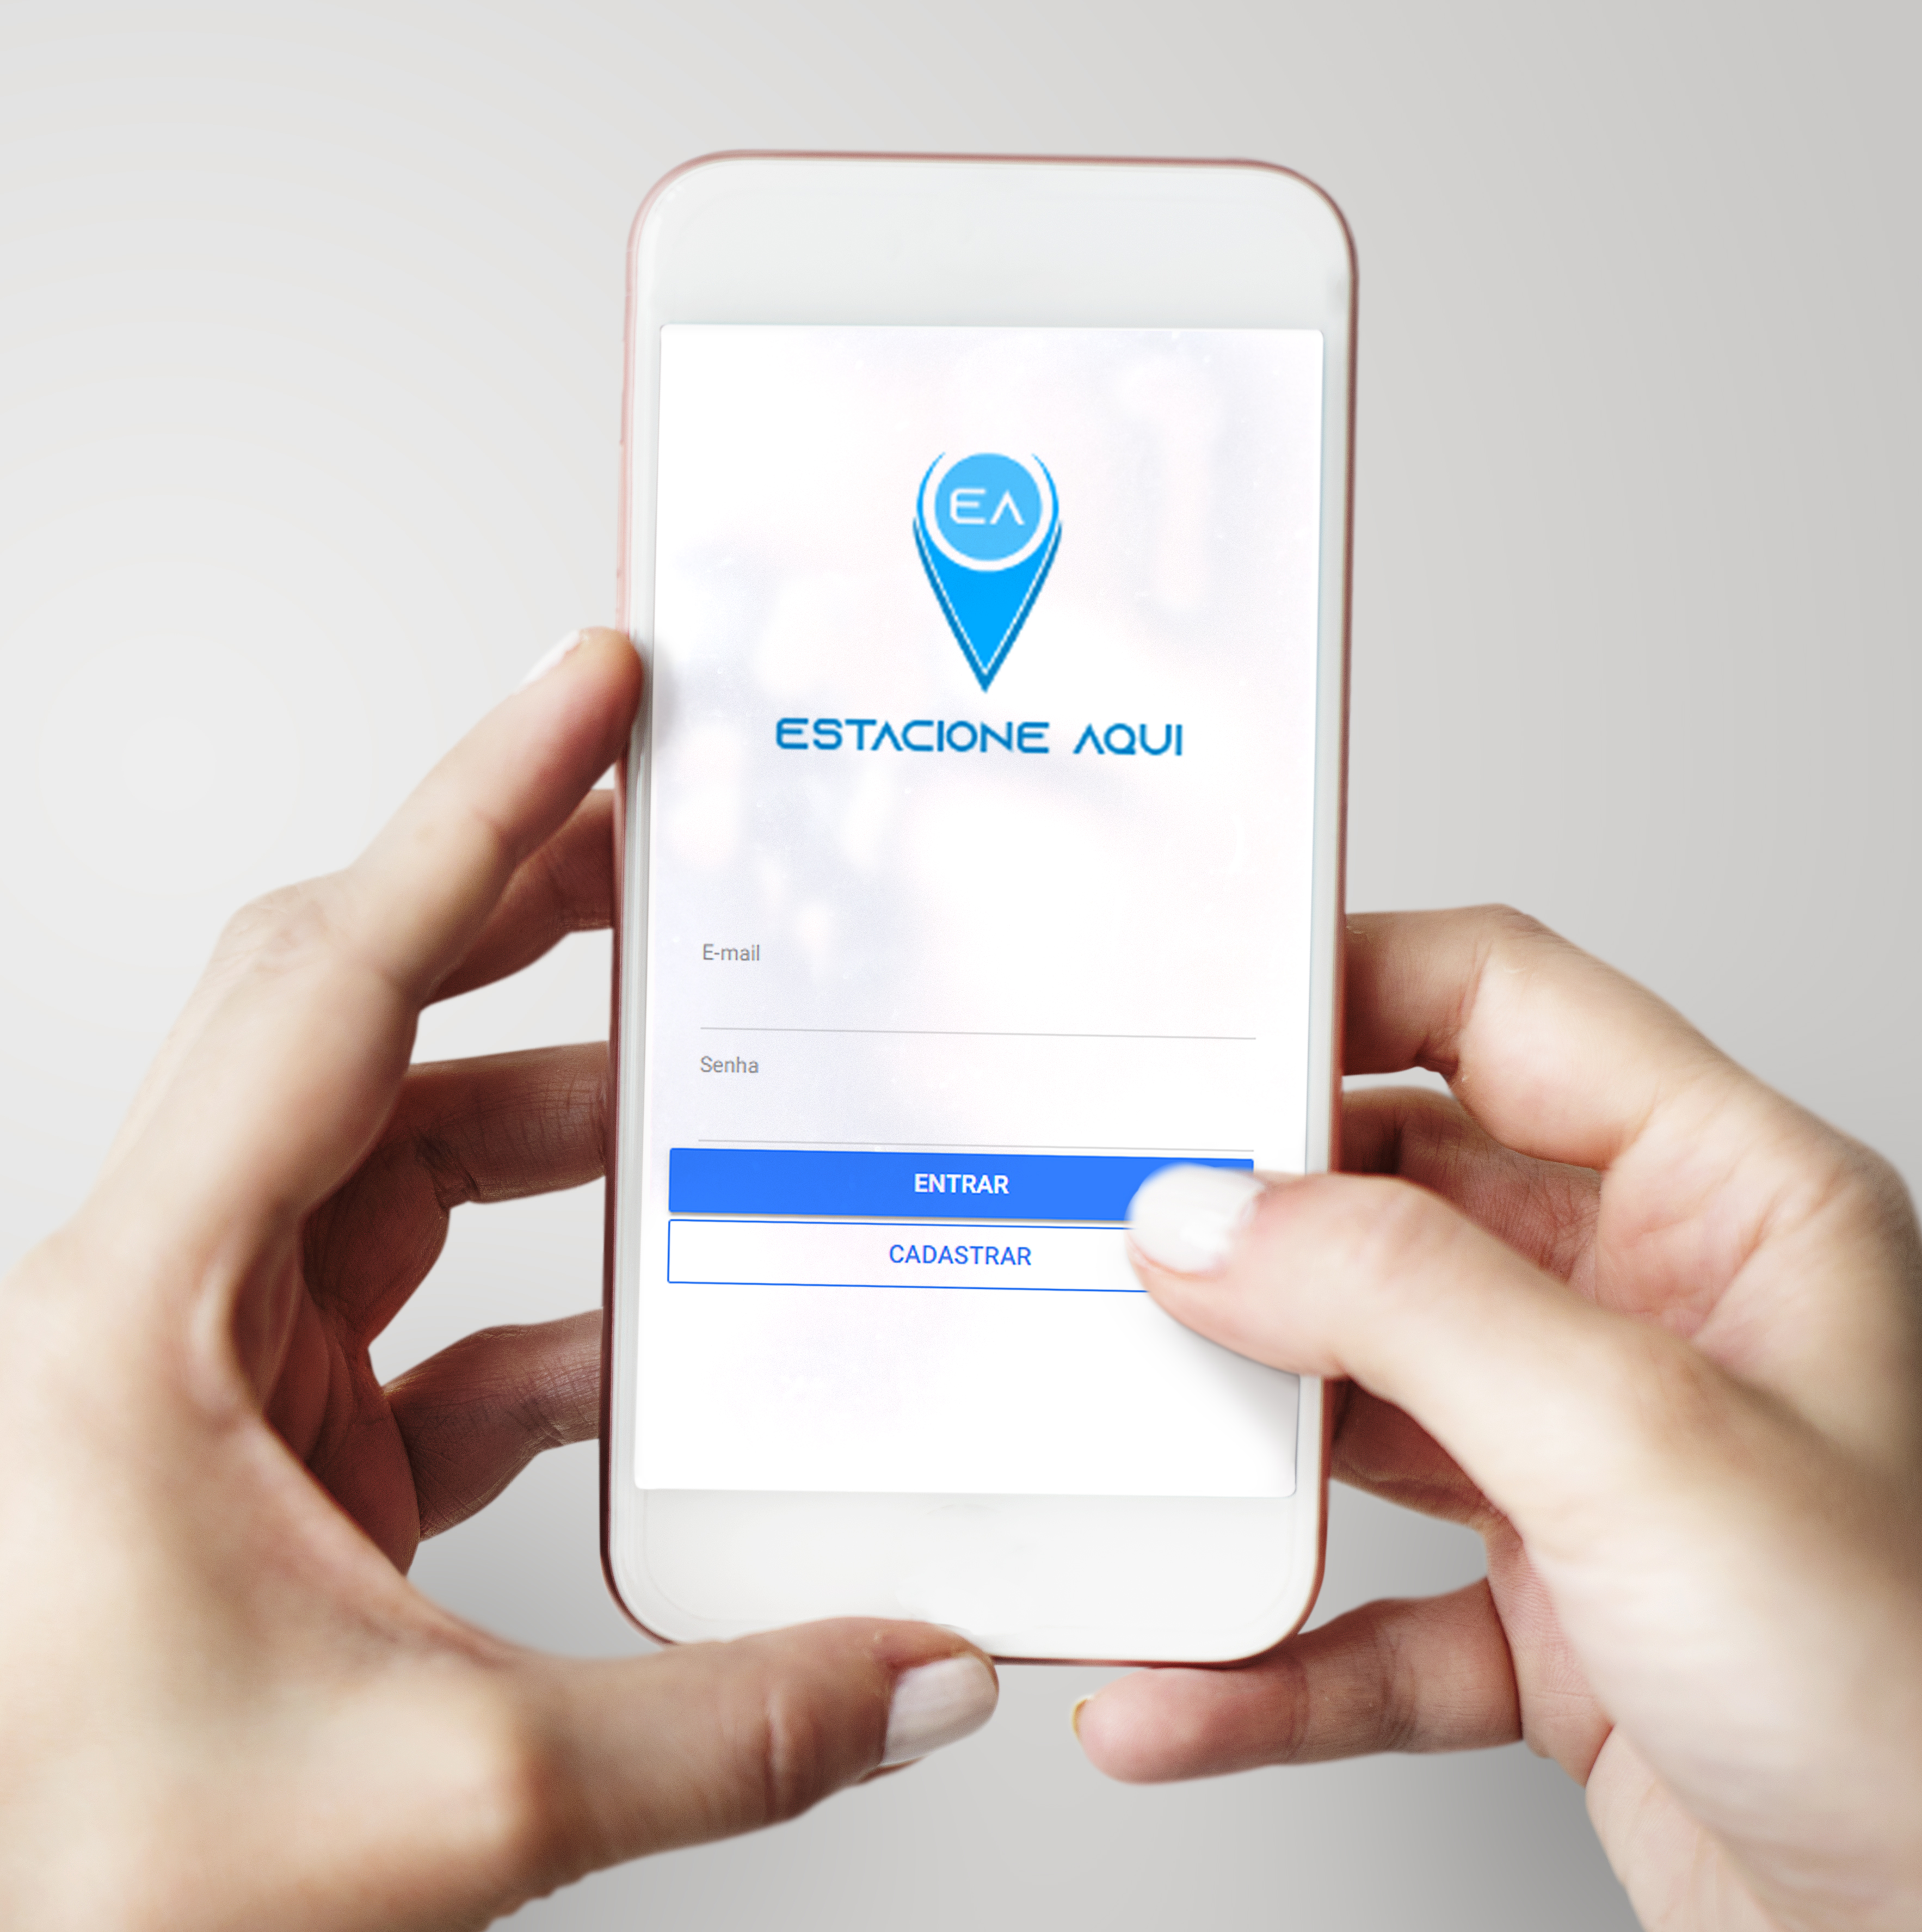 EA
ESTACIONE AQUI
E-mail
Senha
ENTRAR
CADASTRAR